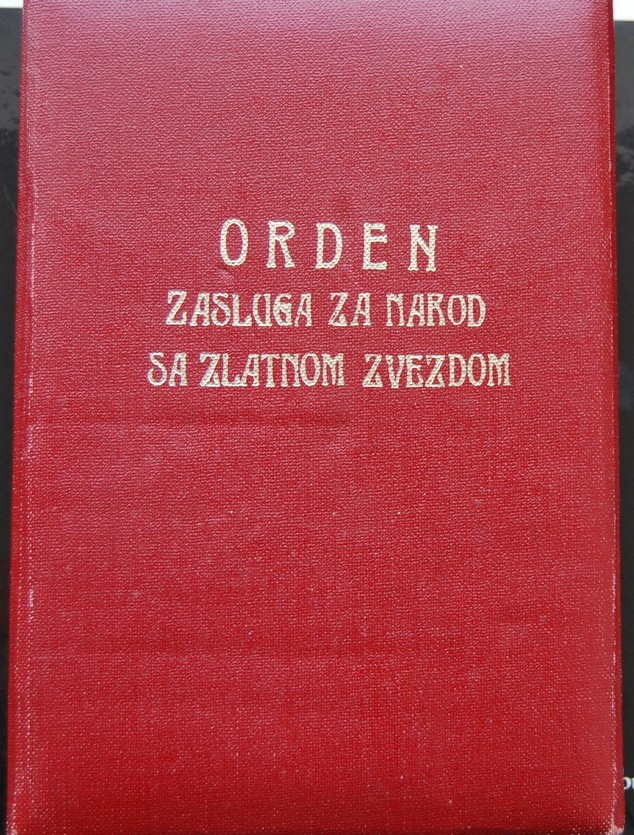 ORDEN
ZASLUGA ZA NAROD
SA ZLATNOM ZVEZDOM